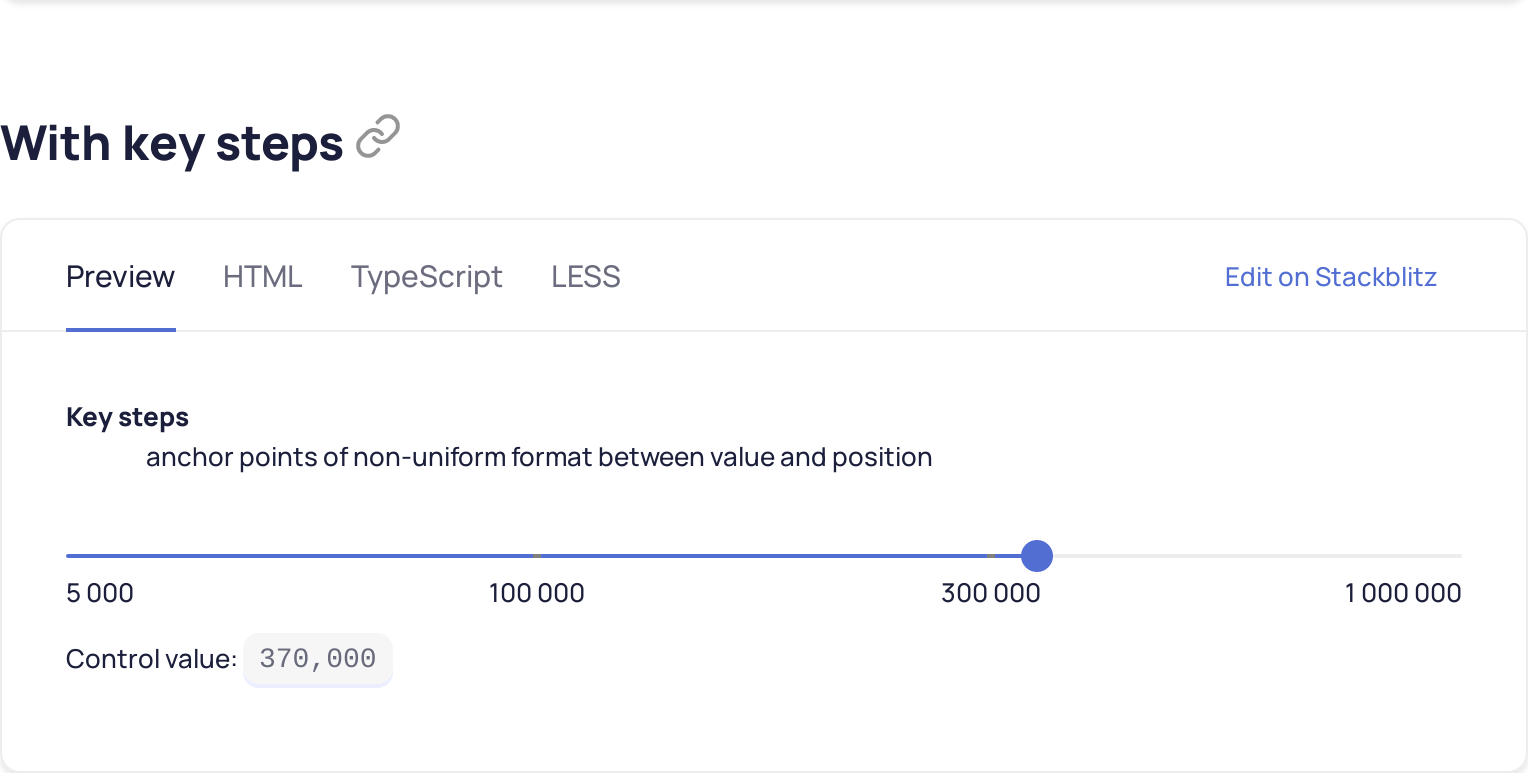 With key steps
Preview HTML TypeScript LESS Edit on Stackblitz
Key steps
anchor points of non-uniform format between value and position
5 000 100 000 300 000 1 000 000
Control value: 370,000